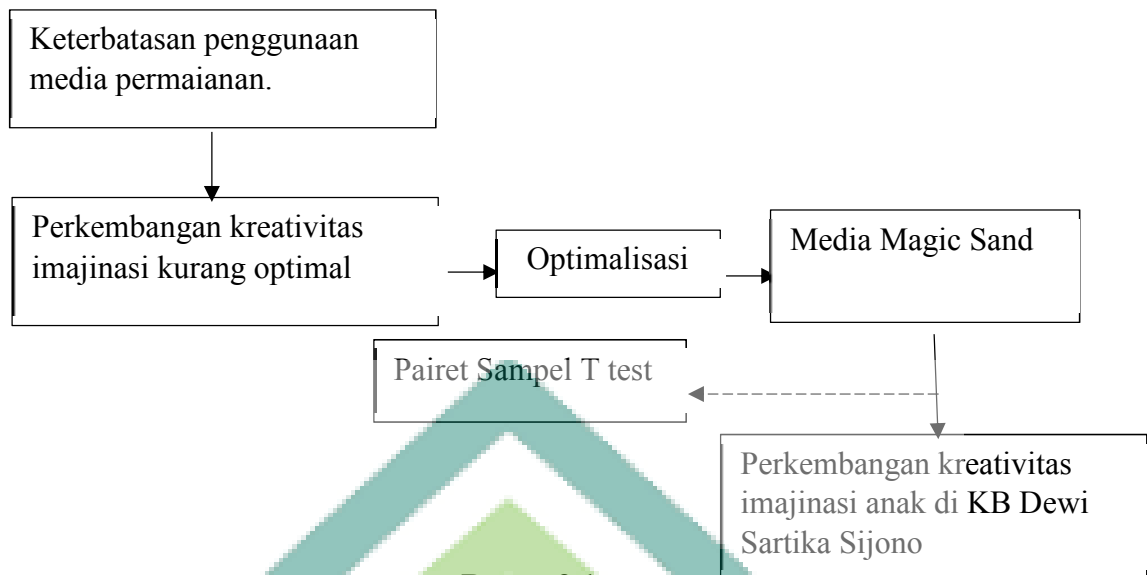 Keterbatasan penggunaan
media permaianan.
Perkembangan kreativitas
imajinasi kurang optimal
Optimalisasi
Media Magic Sand
Pairet Sampel T test
Perkembangan kreativitas
imajinasi anak di KB Dewi
Sartika Sijono